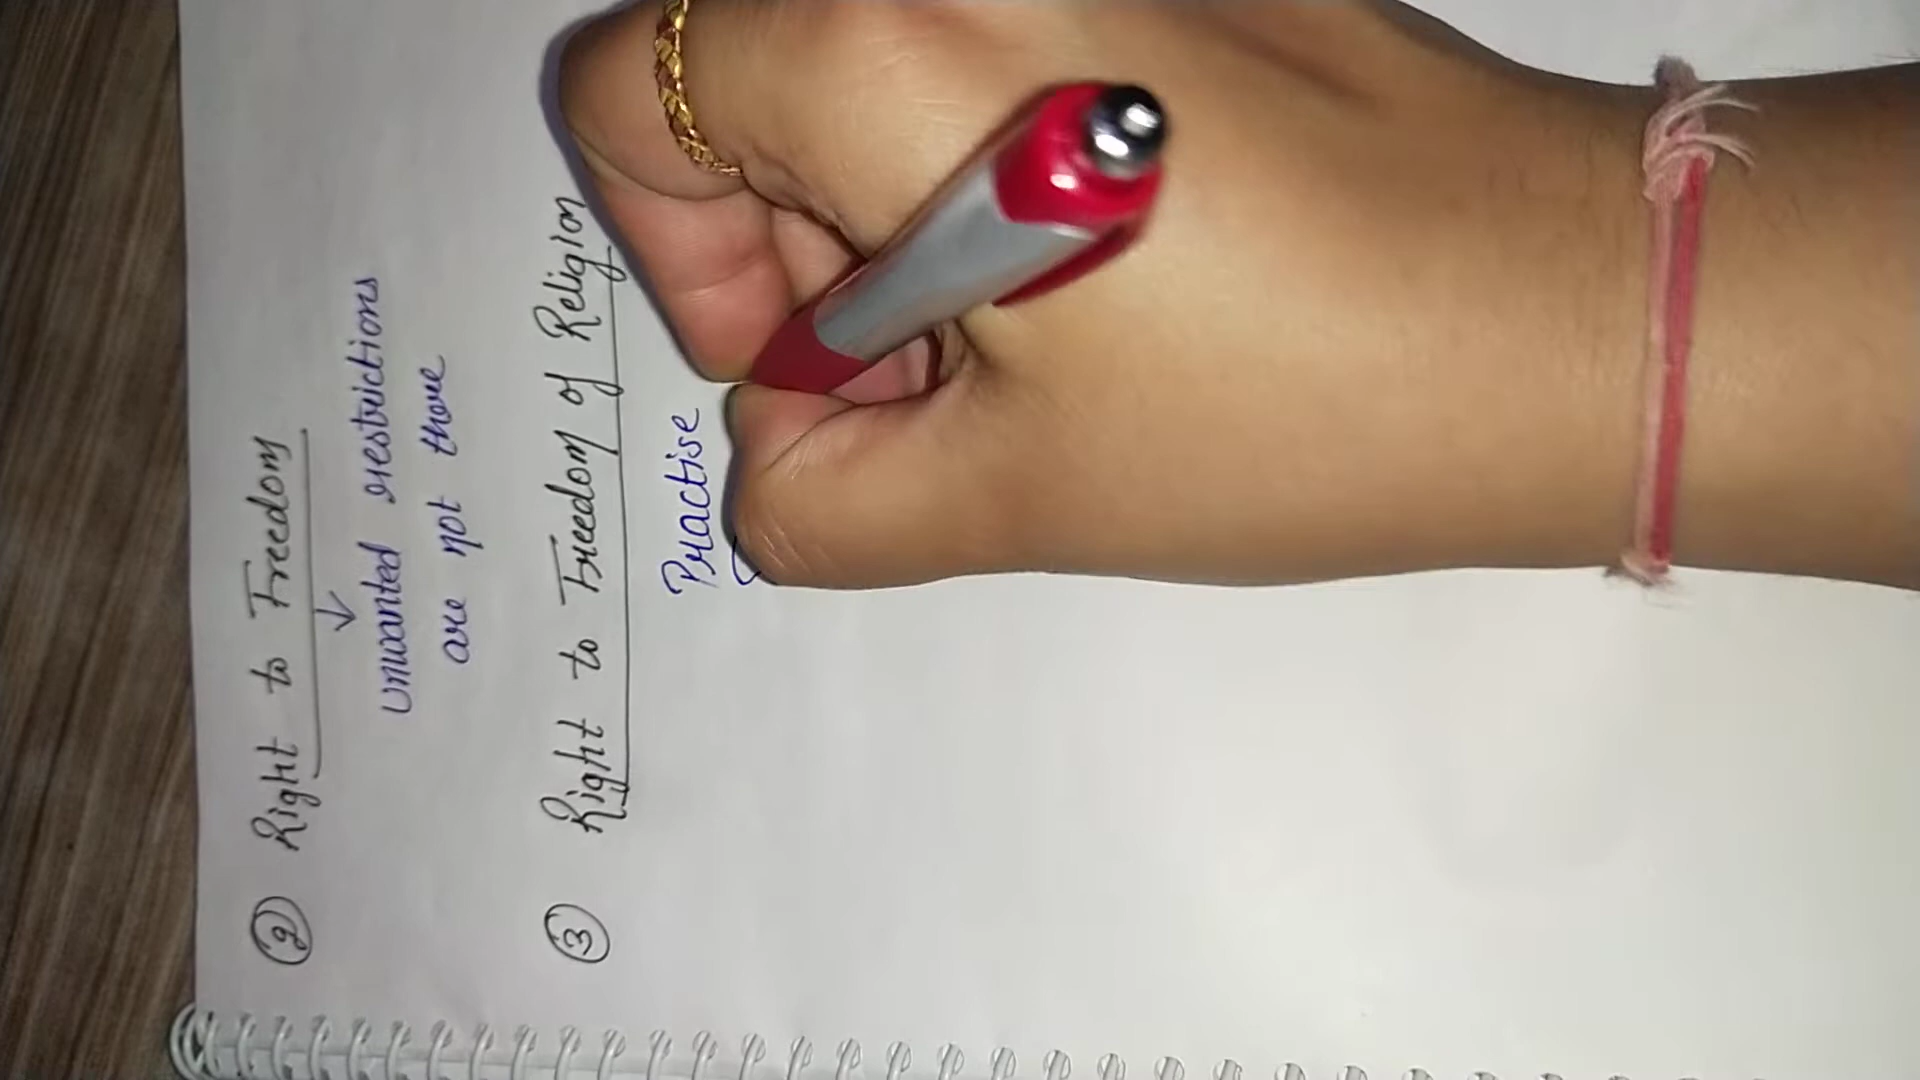 ② Right to Freedom
↓
unwanted restrictions
are not there
③ Right to Freedom of Religion
Practise